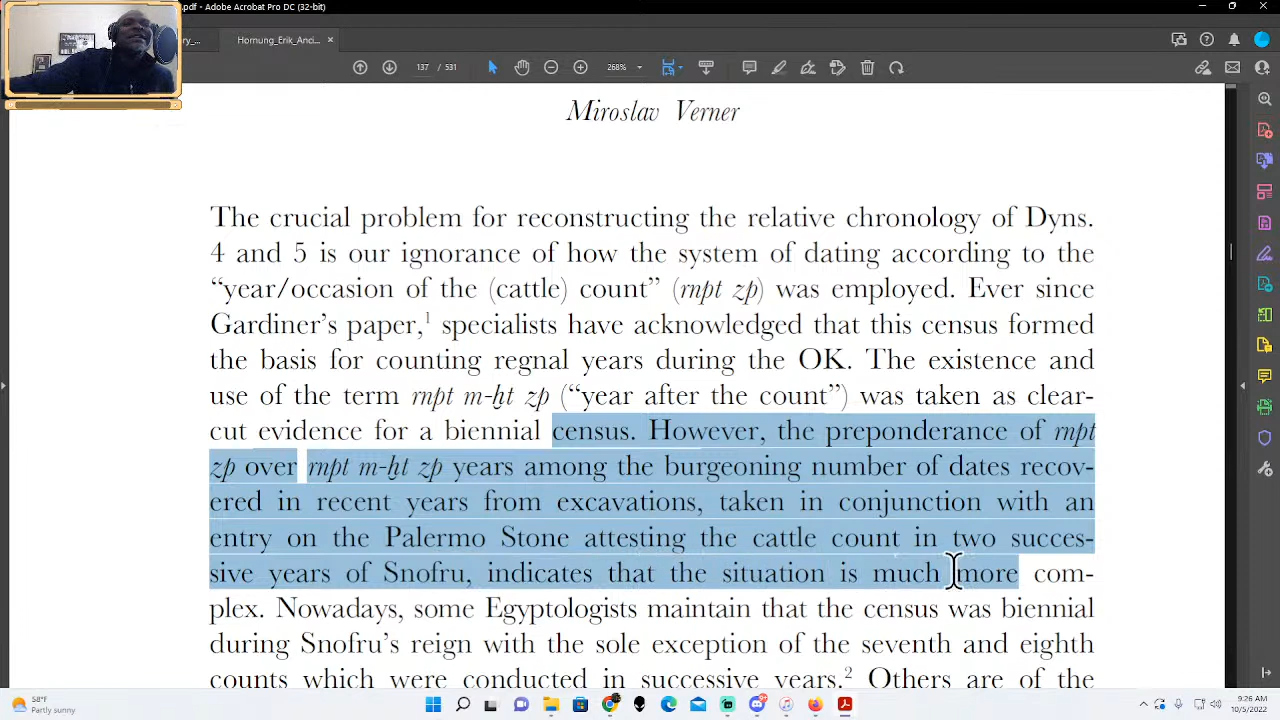 .pdf - Adobe Acrobat Pro DC (32-bit)
ry_...
Hornung_Erik_Anc...
137 / 531
268%
Miroslav Verner
The crucial problem for reconstructing the relative chronology of Dyns.
4 and 5 is our ignorance of how the system of dating according to the
“year/occasion of the (cattle) count” (rnpt zp) was employed. Ever since
Gardiner’s paper,1 specialists have acknowledged that this census formed
the basis for counting regnal years during the OK. The existence and
use of the term rnpt m-ḫt zp (“year after the count”) was taken as clear-
cut evidence for a biennial census. However, the preponderance of rnpt
zp over rnpt m-ḫt zp years among the burgeoning number of dates recov-
ered in recent years from excavations, taken in conjunction with an
entry on the Palermo Stone attesting the cattle count in two succes-
sive years of Snofru, indicates that the situation is much more com-
plex. Nowadays, some Egyptologists maintain that the census was biennial
during Snofru’s reign with the sole exception of the seventh and eighth
counts which were conducted in successive years.2 Others are of the
58°F
Partly sunny
9:26 AM
10/5/2022